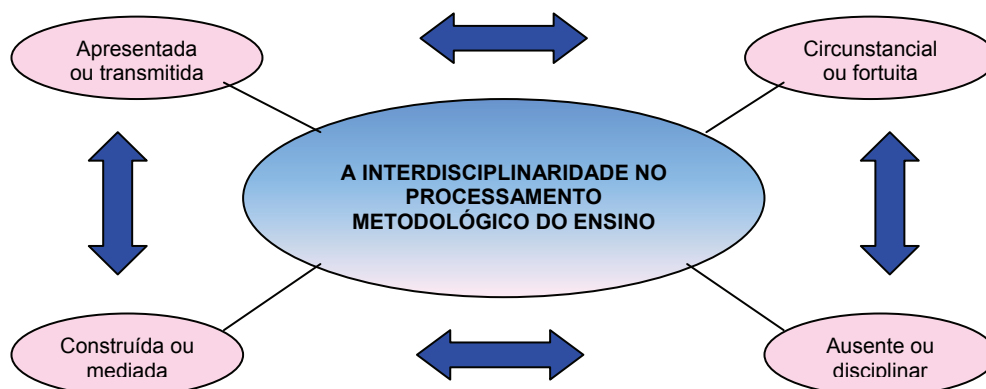 Apresentada
ou transmitida
Circunstancial
ou fortuita
A INTERDISCIPLINARIDADE NO
PROCESSAMENTO
METODOLÓGICO DO ENSINO
Construída ou
mediada
Ausente ou
disciplinar